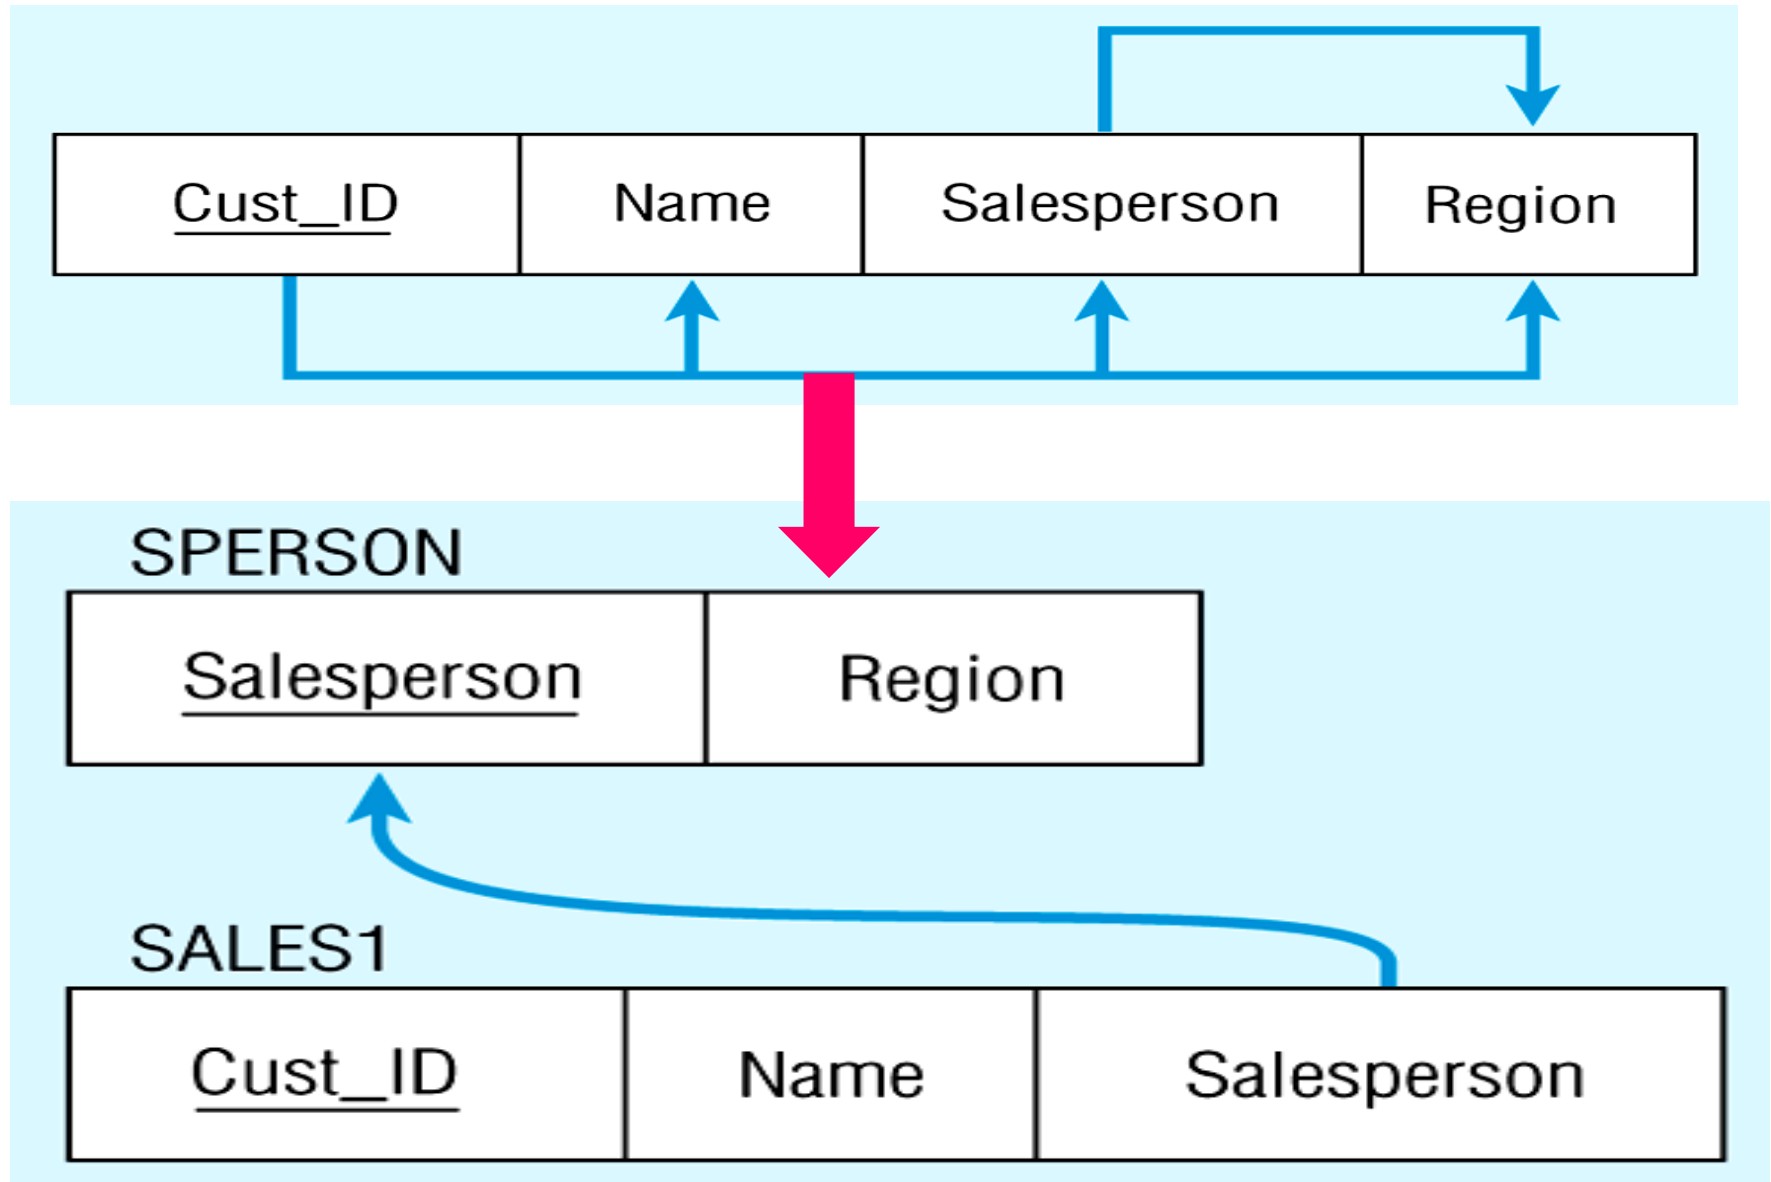 Cust_ID Name Salesperson Region
SPERSON
Salesperson Region
SALES1
Cust_ID Name Salesperson